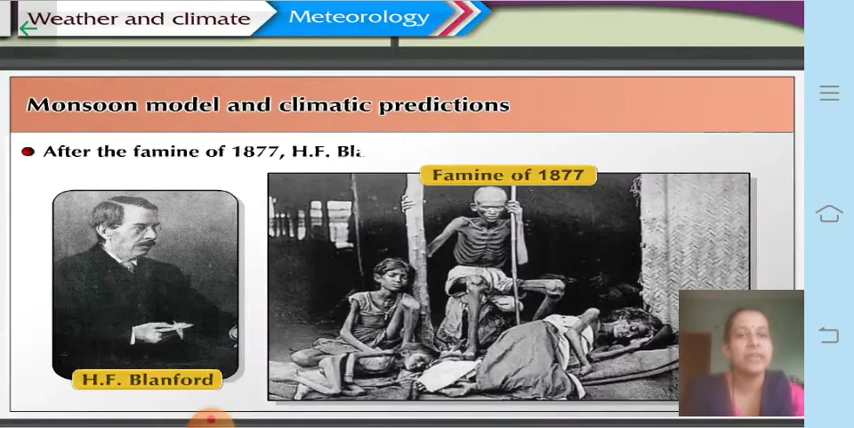 Weather and climate
Meteorology
Monsoon model and climatic predictions
After the famine of 1877, H.F. Bla
Famine of 1877
H.F. Blanford